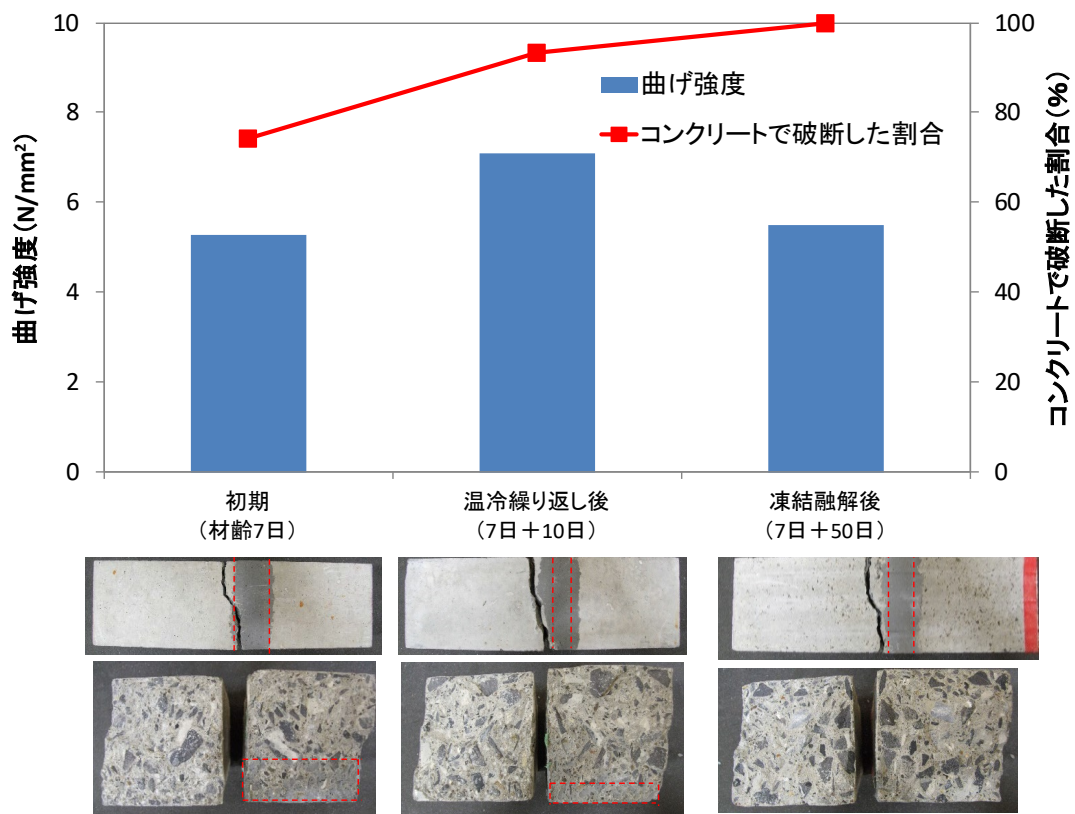 10
8
6
4
2
0
曲げ強度(N/mm²)
100
80
60
40
20
0
コンクリートで破断した割合(%)
曲げ強度
コンクリートで破断した割合
初期
(材齢7日)
温冷繰り返し後
(7日+10日)
凍結融解後
(7日+50日)